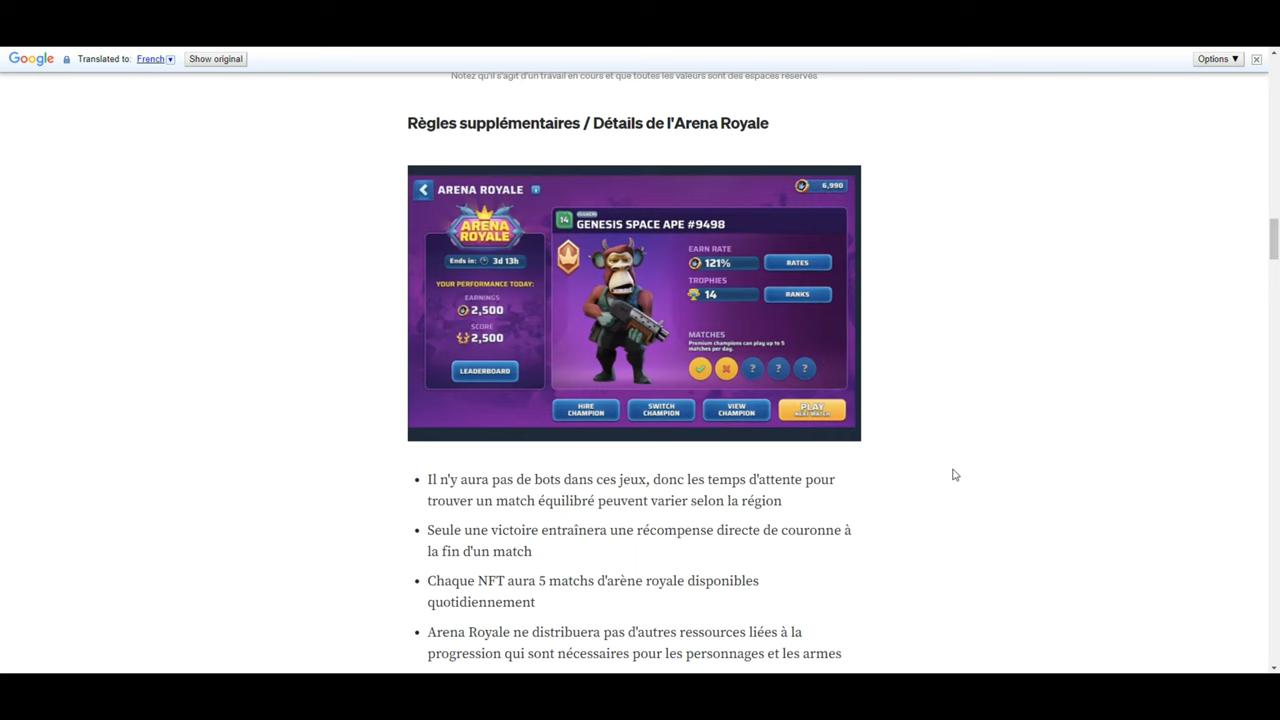 Google Translated to: French Show original Options ▼
Notez qu'il s'agit d'un travail en cours et que toutes les valeurs sont des espaces réservés
Règles supplémentaires / Détails de l'Arena Royale
ARENA ROYALE
6,990
ARENA
ROYALE
Ends in: 3d 13h
YOUR PERFORMANCE TODAY:
EARNINGS
2,500
SCORE
2,500
LEADERBOARD
14
GENESIS SPACE APE #9498
EARN RATE
121% RATES
TROPHIES
14 RANKS
MATCHES
Premium champions can play up to 5
matches per day.
? ? ?
HIRE
CHAMPION
SWITCH
CHAMPION
VIEW
CHAMPION
PLAY
NEXT MATCH
• Il n'y aura pas de bots dans ces jeux, donc les temps d'attente pour
trouver un match équilibré peuvent varier selon la région
• Seule une victoire entraînera une récompense directe de couronne à
la fin d'un match
• Chaque NFT aura 5 matchs d'arène royale disponibles
quotidiennement
• Arena Royale ne distribuera pas d'autres ressources liées à la
progression qui sont nécessaires pour les personnages et les armes